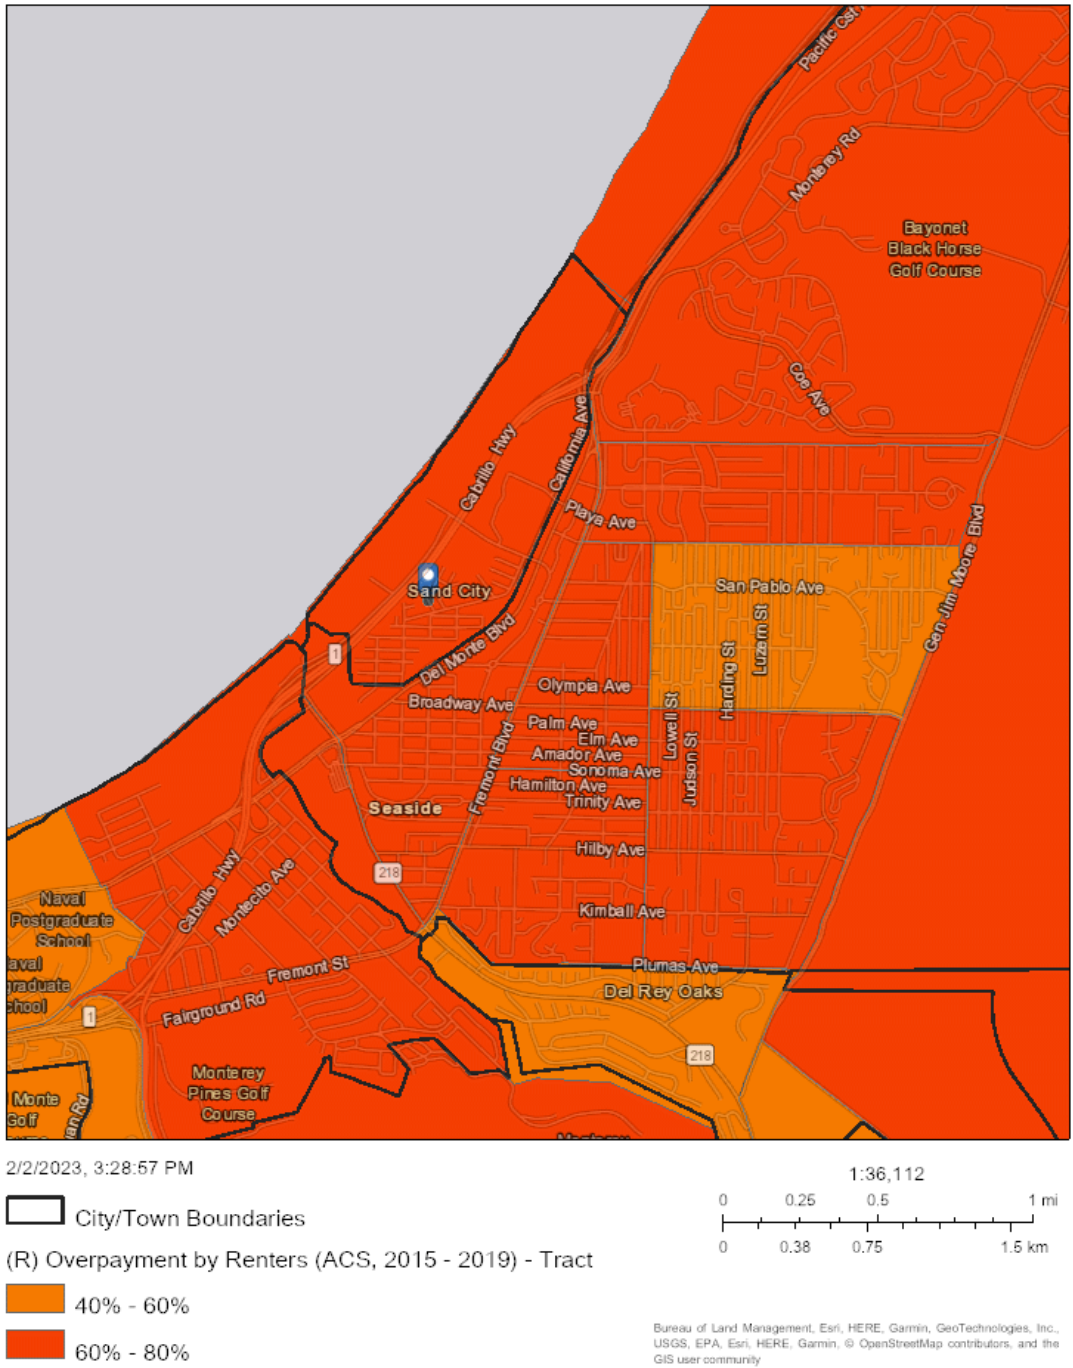 Pacific Cst
Monterey Rd
Bayonet
Black Horse
Golf Course
Coe Ave
California Ave
Cabrillo Hwy
Playa Ave
Gen Jim Moore Blvd
Sand City
San Pablo Ave
Luzern St
Harding St
1
Del Monte Blvd
Olympia Ave
Broadway Ave
Lowell St
Palm Ave
Elm Ave
Judson St
Amador Ave
Fremont Blvd
Sonoma Ave
Hamilton Ave
Trinity Ave
Seaside
Hilby Ave
218
Cabrillo Hwy
Montecito Ave
Naval
Postgraduate
School
Kimball Ave
aval
graduate
chool
Fremont St
Plumas Ave
Del Rey Oaks
Fairground Rd
1
218
Monterey
Pines Golf
Course
Monte
Golf
van Rd
Monterey
2/2/2023, 3:28:57 PM
1:36,112
0 0.25 0.5 1 mi
0 0.38 0.75 1.5 km
City/Town Boundaries
(R) Overpayment by Renters (ACS, 2015 - 2019) - Tract
40% - 60%
60% - 80%
Bureau of Land Management, Esri, HERE, Garmin, GeoTechnologies, Inc.,
USGS, EPA, Esri, HERE, Garmin, © OpenStreetMap contributors, and the
GIS user community